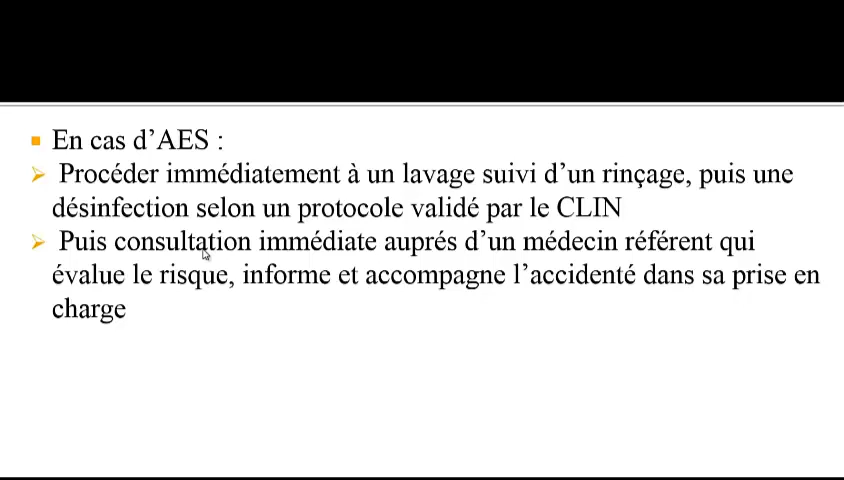 En cas d’AES :
Procéder immédiatement à un lavage suivi d’un rinçage, puis une
désinfection selon un protocole validé par le CLIN
Puis consultation immédiate auprés d’un médecin référent qui
évalue le risque, informe et accompagne l’accidenté dans sa prise en
charge